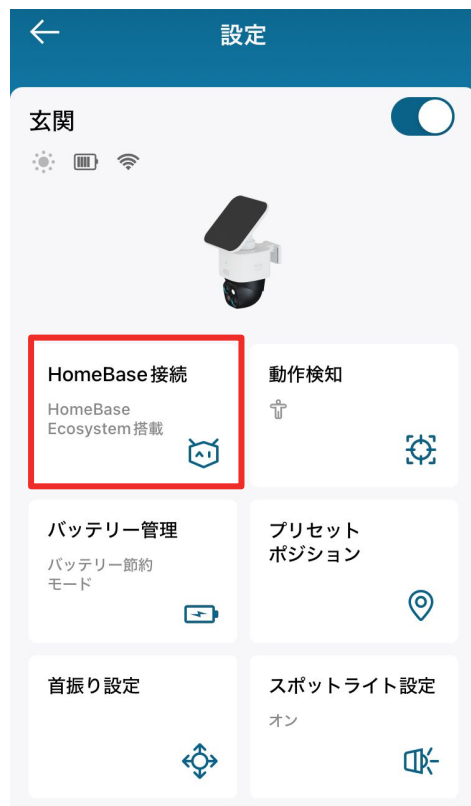 設定
玄関
HomeBase接続
HomeBase
Ecosystem搭載
動作検知
バッテリー管理
バッテリー節約
モード
プリセット
ポジション
首振り設定
スポットライト設定
オン